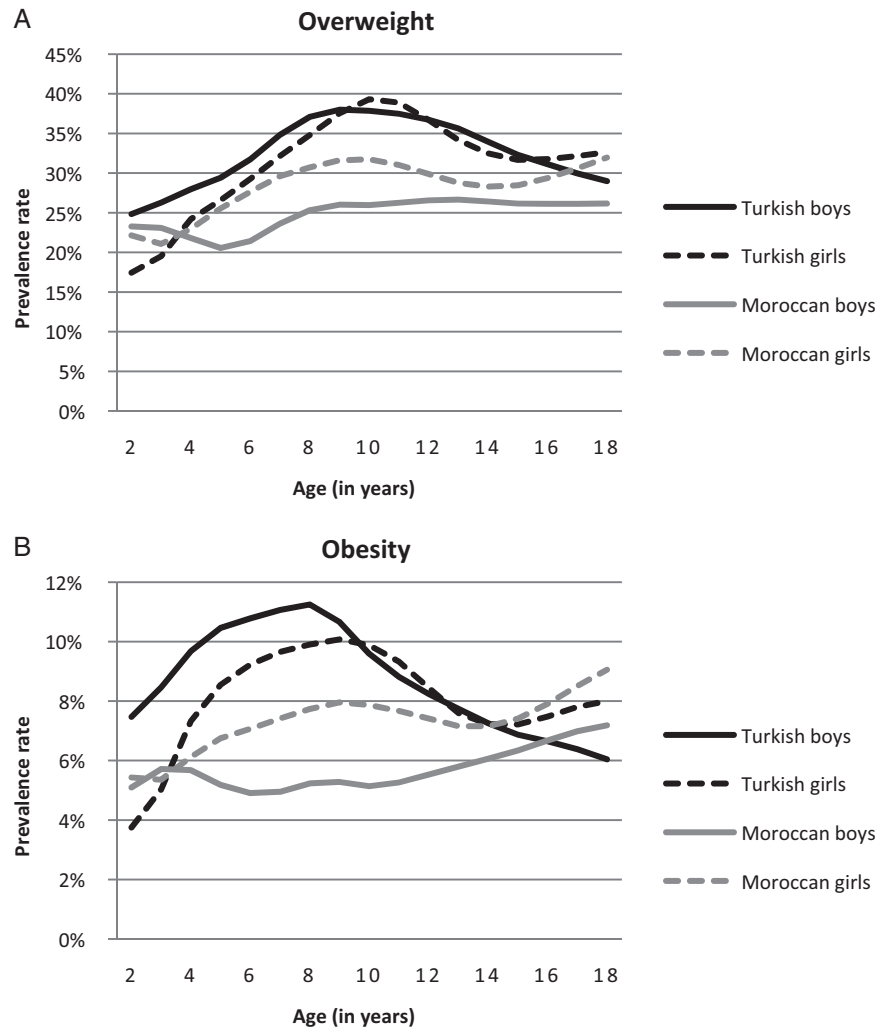 A
Overweight
45%
40%
35%
30%
25%
20%
15%
10%
5%
0%
Prevalence rate
2 4 6 8 10 12 14 16 18
Age (in years)
Turkish boys
Turkish girls
Moroccan boys
Moroccan girls
B
Obesity
12%
10%
8%
6%
4%
2%
0%
Prevalence rate
2 4 6 8 10 12 14 16 18
Age (in years)
Turkish boys
Turkish girls
Moroccan boys
Moroccan girls